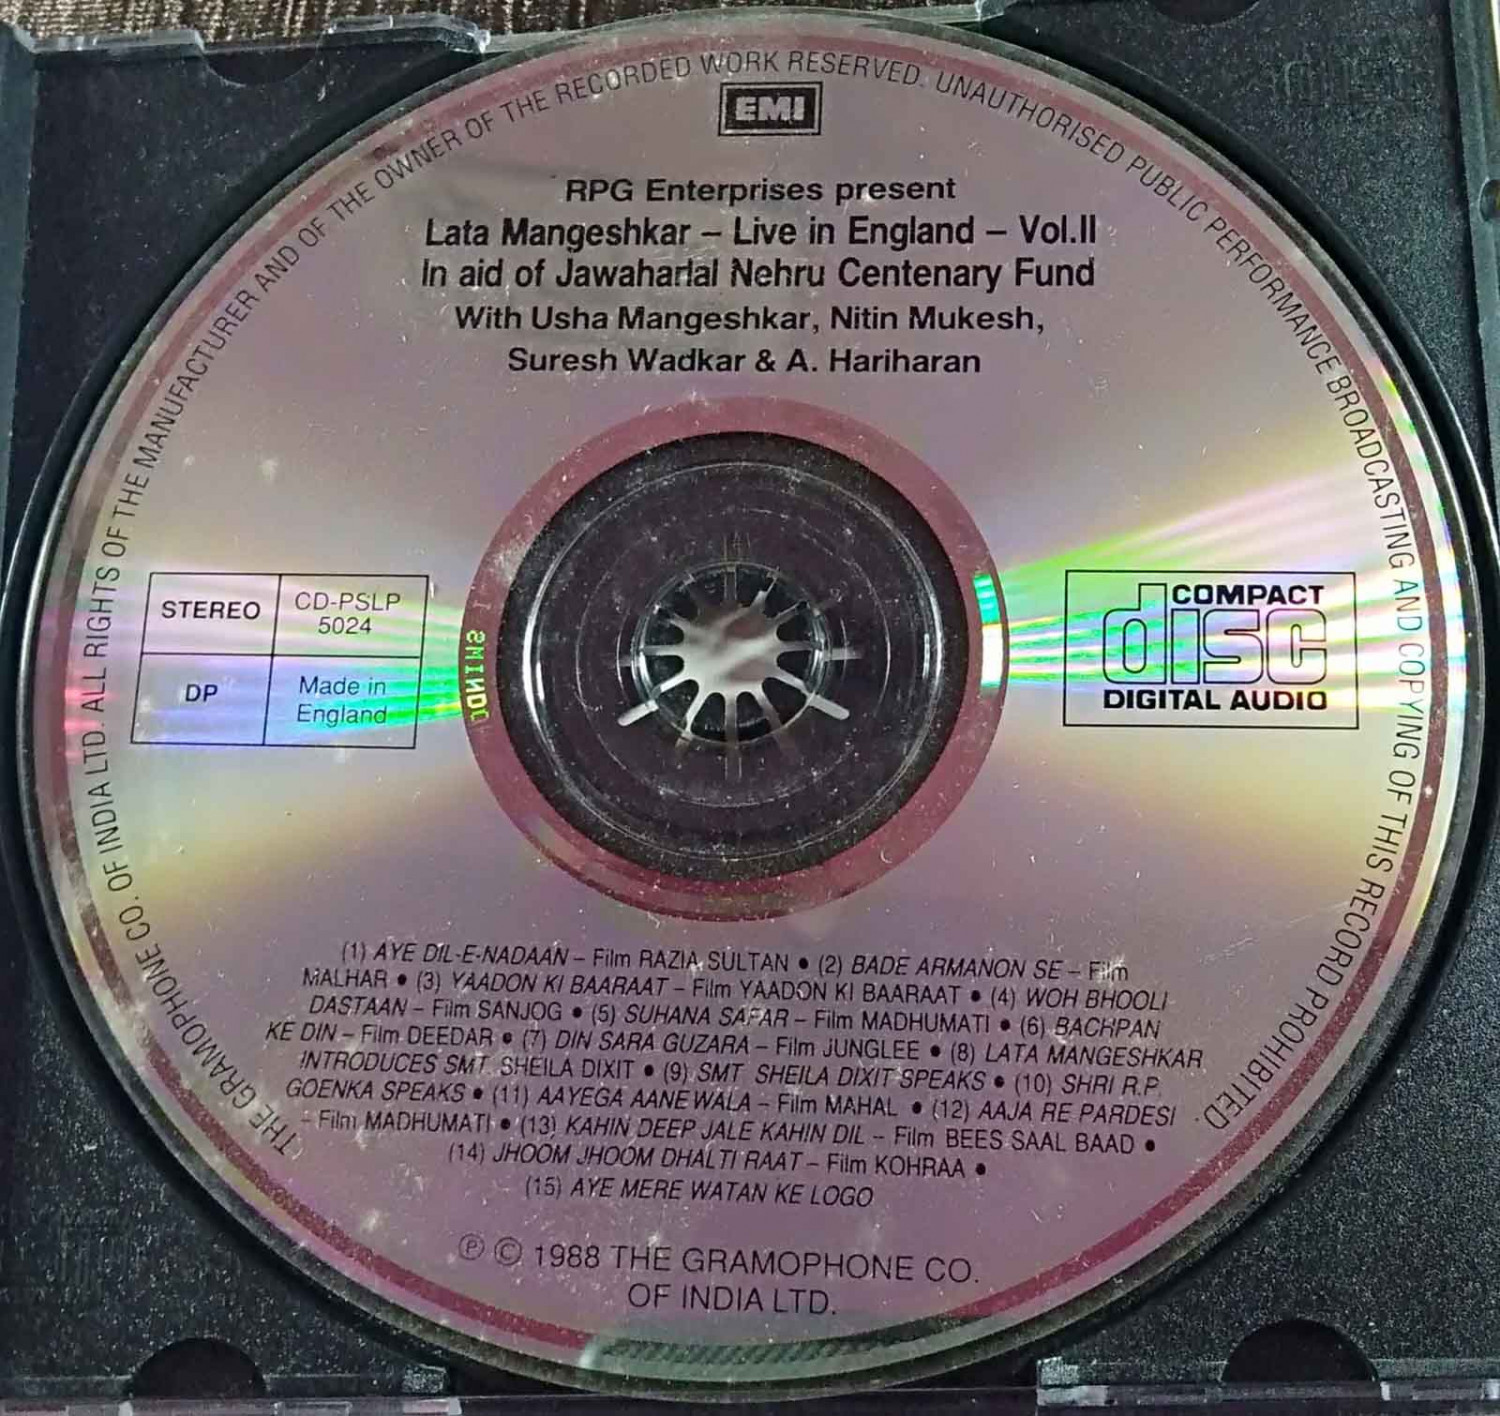 THE GRAMOPHONE CO. OF INDIA LTD. ALL RIGHTS OF THE MANUFACTURER AND OF THE OWNER OF THE RECORDED WORK RESERVED. UNAUTHORISED PUBLIC PERFORMANCE BROADCASTING AND COPYING OF THIS RECORD PROHIBITED.
EMI
RPG Enterprises present
Lata Mangeshkar – Live in England – Vol.II
In aid of Jawaharlal Nehru Centenary Fund
With Usha Mangeshkar, Nitin Mukesh,
Suresh Wadkar & A. Hariharan
STEREO
CD-PSLP
5024
DP
Made in
England
COMPACT
disc
DIGITAL AUDIO
(1) AYE DIL-E-NADAAN – Film RAZIA SULTAN • (2) BADE ARMANON SE – Film
MALHAR • (3) YAADON KI BAARAAT – Film YAADON KI BAARAAT • (4) WOH BHOOLI
DASTAAN – Film SANJOG • (5) SUHANA SAFAR – Film MADHUMATI • (6) BACHPAN
KE DIN – Film DEEDAR • (7) DIN SARA GUZARA – Film JUNGLEE • (8) LATA MANGESHKAR
INTRODUCES SMT. SHEILA DIXIT • (9) SMT. SHEILA DIXIT SPEAKS • (10) SHRI R.P.
GOENKA SPEAKS • (11) AAYEGA AANEWALA – Film MAHAL • (12) AAJA RE PARDESI
– Film MADHUMATI • (13) KAHIN DEEP JALE KAHIN DIL – Film BEES SAAL BAAD •
(14) JHOOM JHOOM DHALTI RAAT – Film KOHRAA •
(15) AYE MERE WATAN KE LOGO
℗ © 1988 THE GRAMOPHONE CO.
OF INDIA LTD.